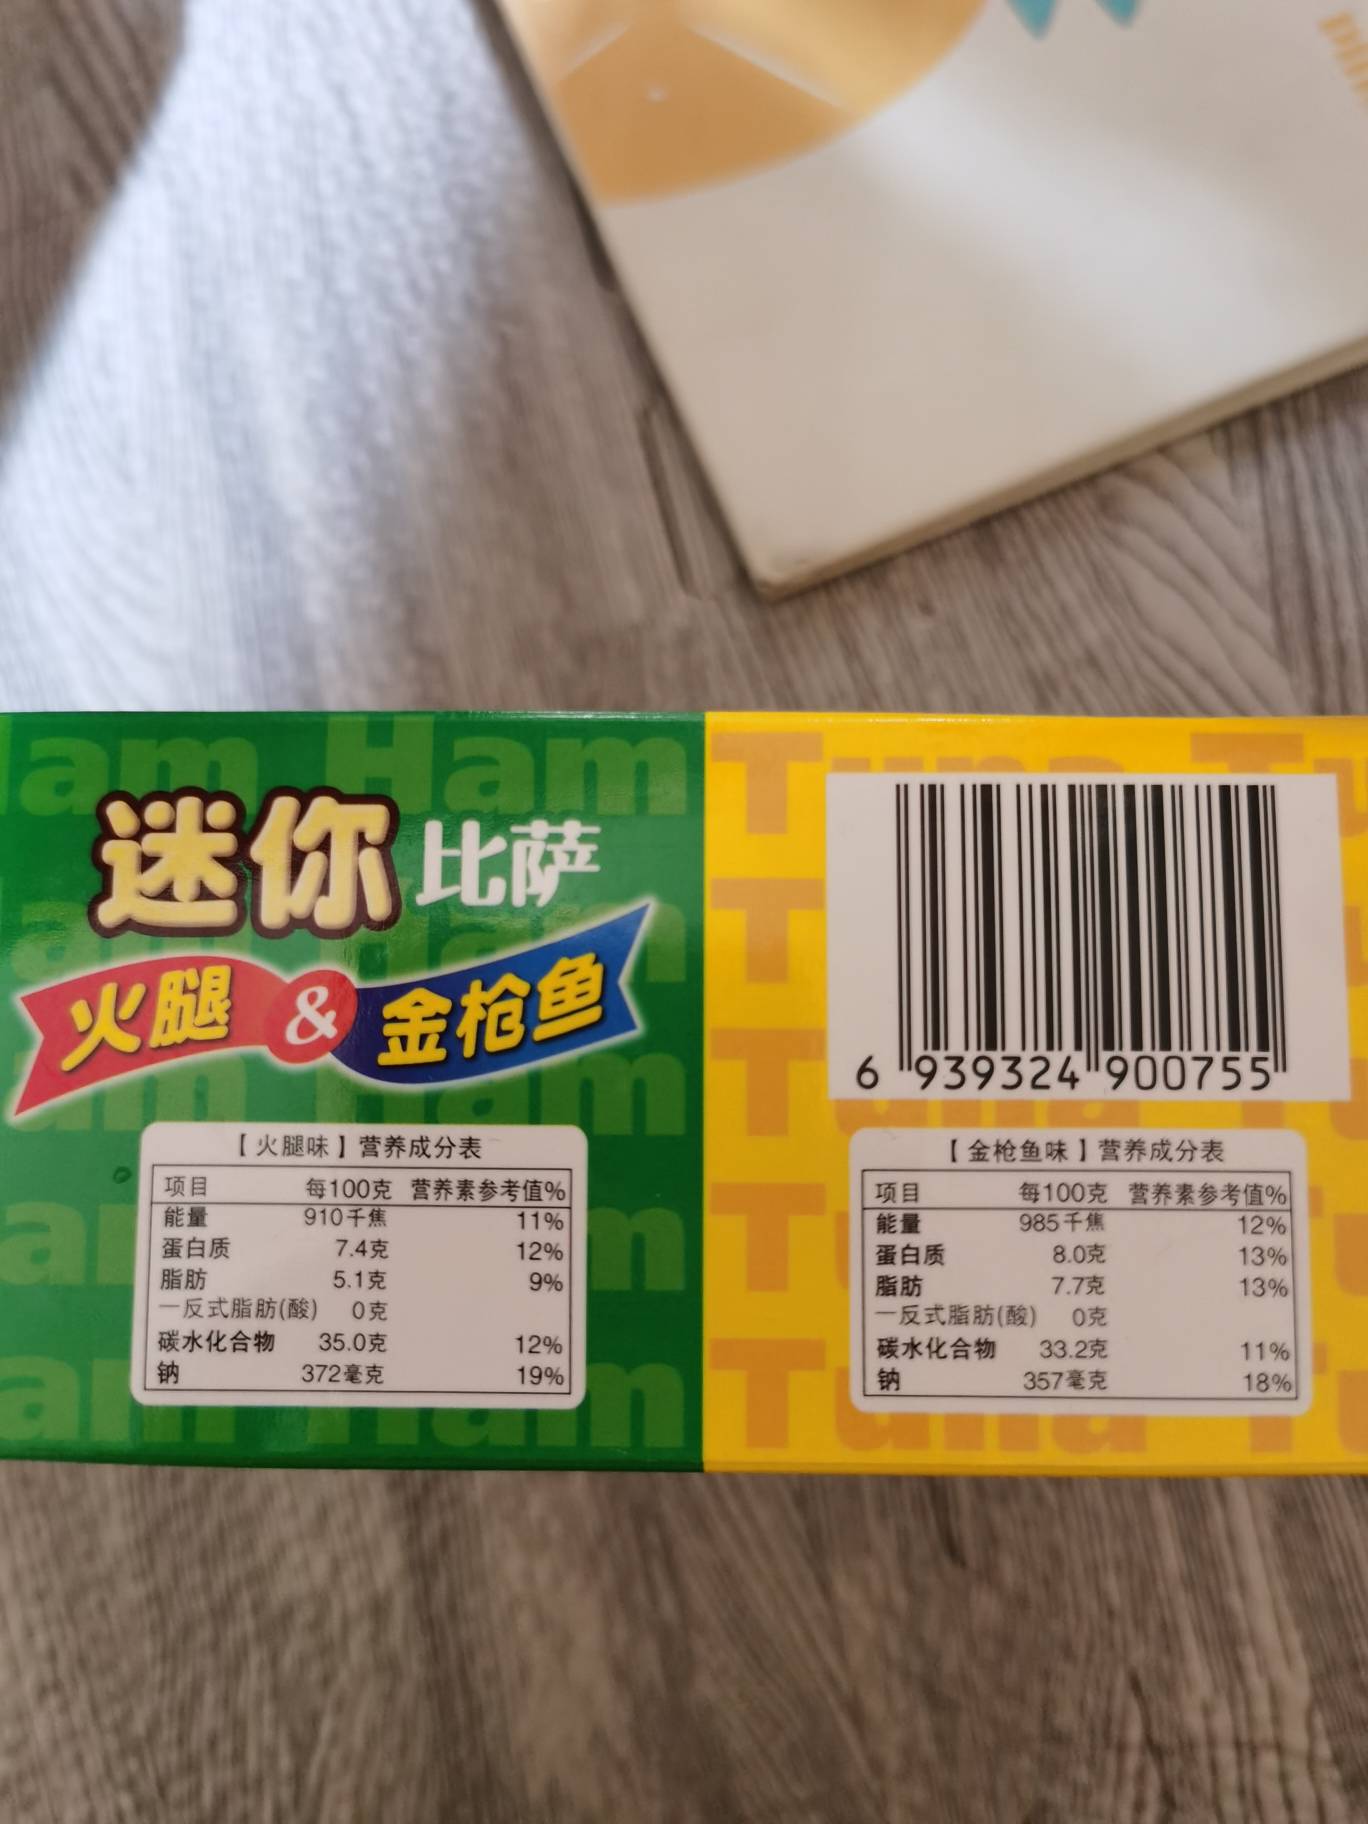 迷你比萨
火腿&金枪鱼
【火腿味】营养成分表
项目 每100克 营养素参考值%
能量 910千焦 11%
蛋白质 7.4克 12%
脂肪 5.1克 9%
一反式脂肪(酸) 0克
碳水化合物 35.0克 12%
钠 372毫克 19%
6 939324 900755
【金枪鱼味】营养成分表
项目 每100克 营养素参考值%
能量 985千焦 12%
蛋白质 8.0克 13%
脂肪 7.7克 13%
一反式脂肪(酸) 0克
碳水化合物 33.2克 11%
钠 357毫克 18%
Ham Ham
Tuna